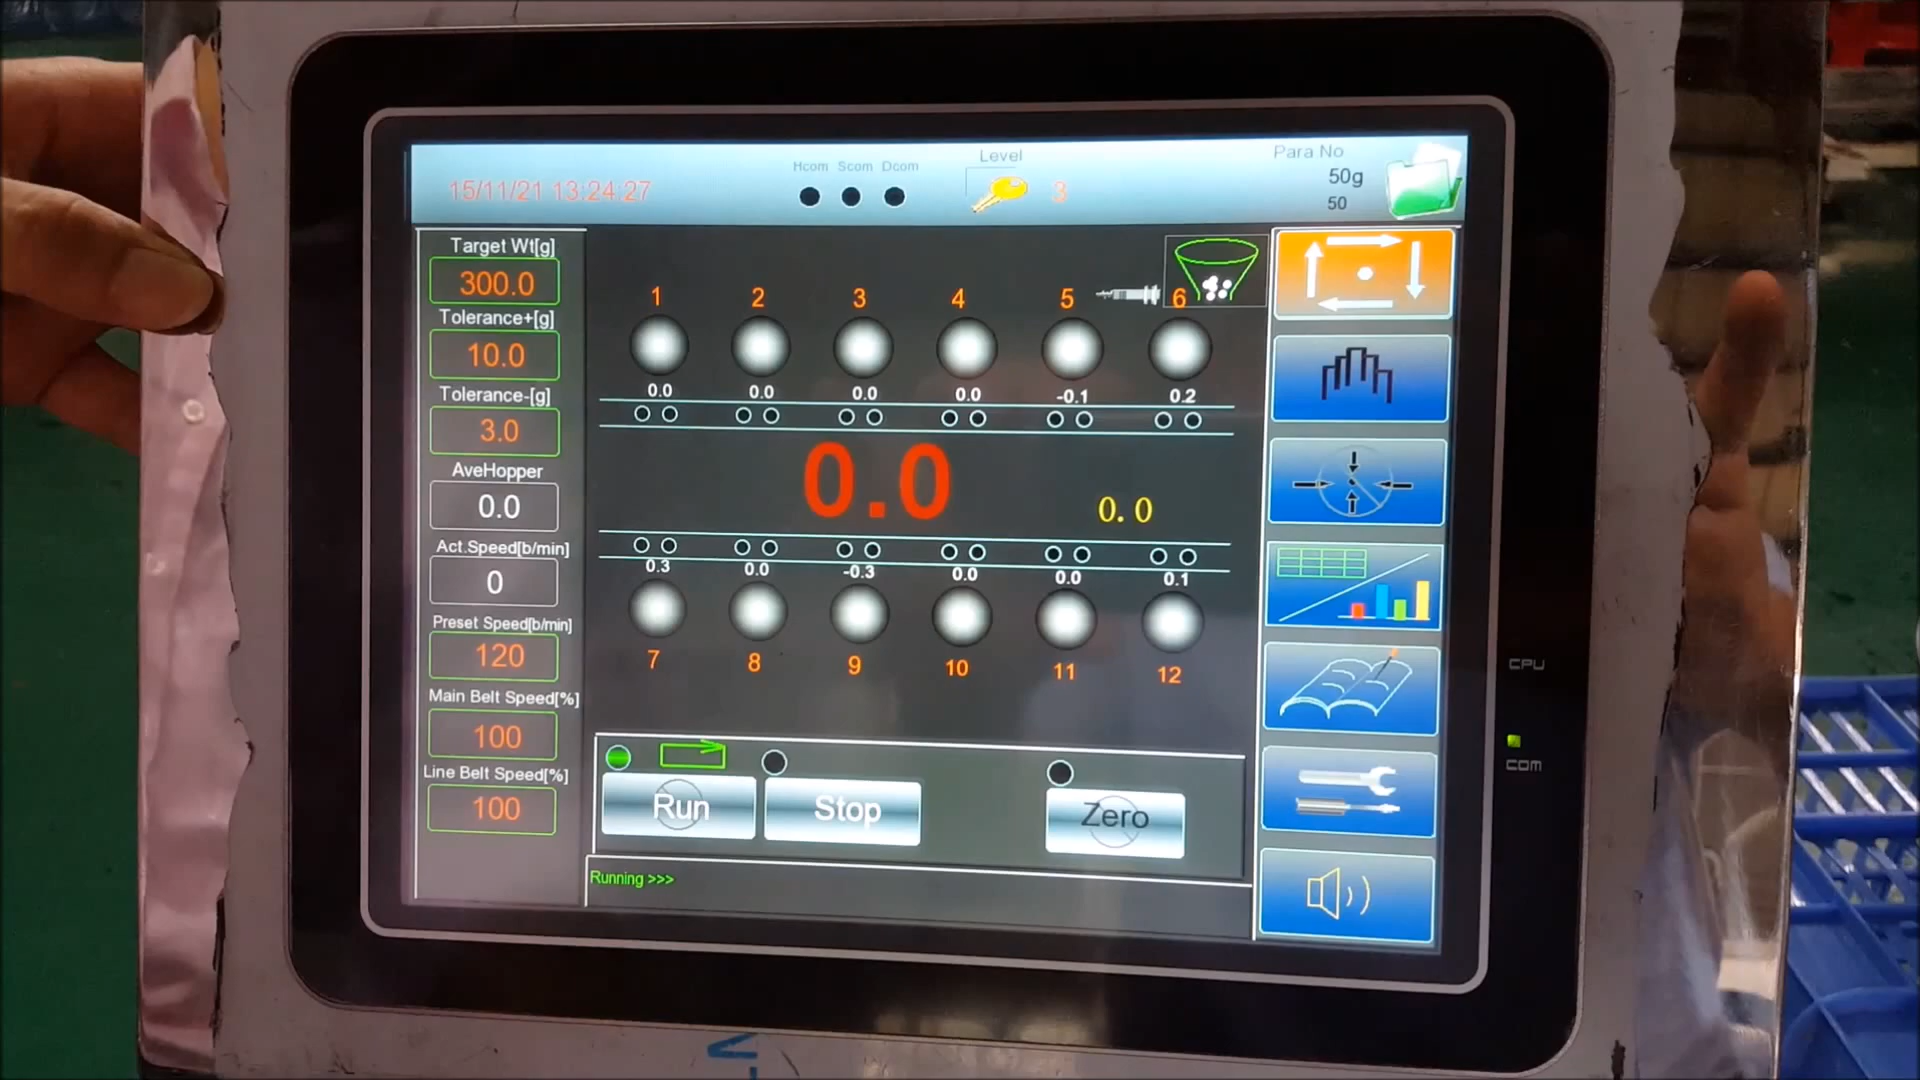 15/11/21 13:24:27
Hcom Scom Dcom
Level
3
Para No
50g
50
Target Wt[g]
300.0
Tolerance+[g]
10.0
Tolerance-[g]
3.0
AveHopper
0.0
Act.Speed[b/min]
0
Preset Speed[b/min]
120
Main Belt Speed[%]
100
Line Belt Speed[%]
100
1 2 3 4 5 6
0.0 0.0 0.0 0.0 -0.1 0.2
0.0
0.0
0.3 0.0 -0.3 0.0 0.0 0.1
7 8 9 10 11 12
Run Stop Zero
Running >>>
CPU
COM